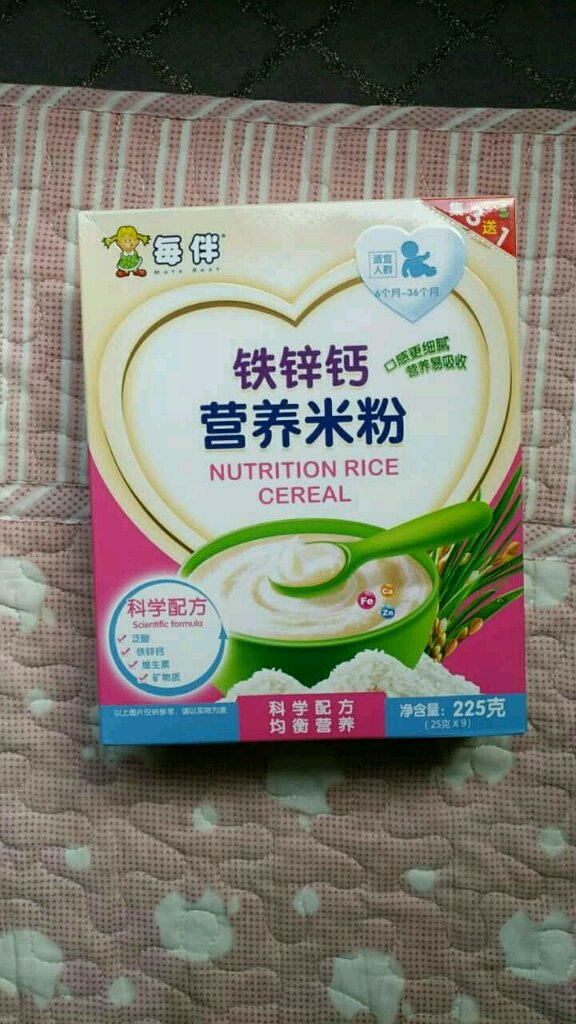 集3送1
每伴®
Mate Beat
适宜
人群
6个月–36个月
铁锌钙
口感更细腻
营养易吸收
营养米粉
NUTRITION RICE
CEREAL
Ca
Fe
Zn
科学配方
Scientific formula
泛酸
铁锌钙
维生素
矿物质
以上图片仅供参考，请以实物为准
科学配方
均衡营养
净含量：225克
（25克 X 9）